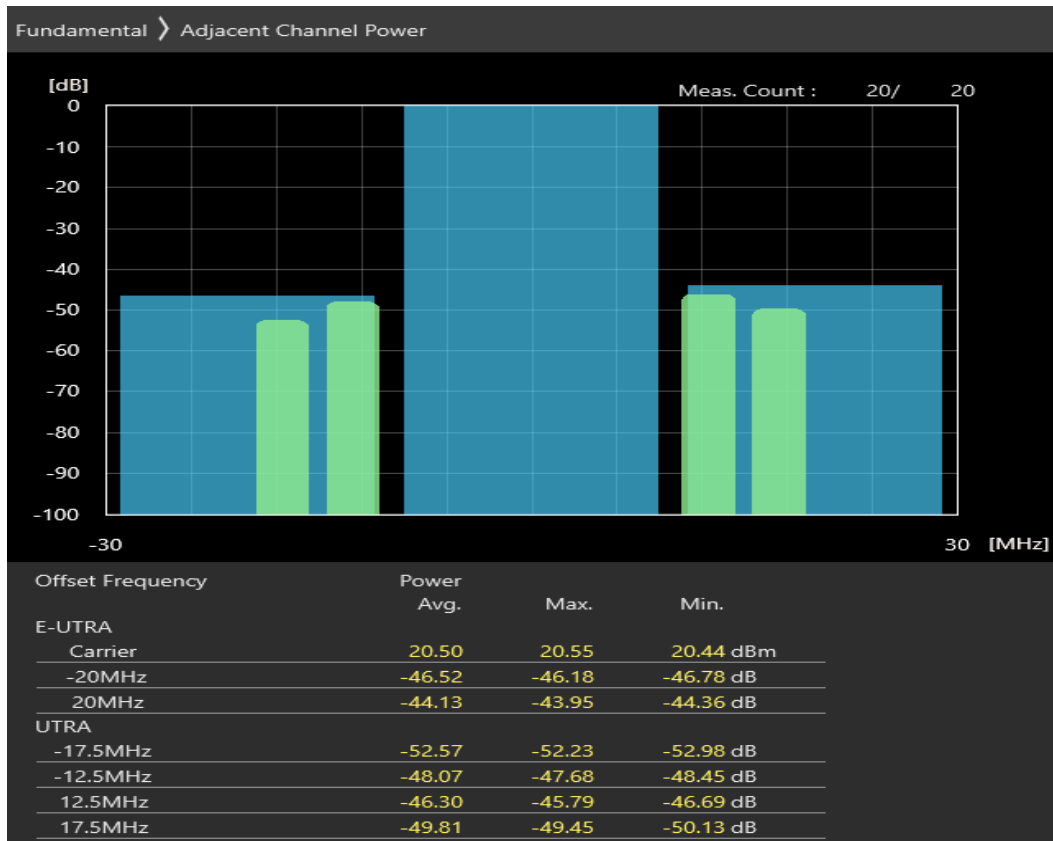 Fundamental 〉 Adjacent Channel Power
[dB]
Meas. Count : 20/ 20
0
-10
-20
-30
-40
-50
-60
-70
-80
-90
-100
-30 30 [MHz]
Offset Frequency Power
Avg. Max. Min.
E-UTRA
Carrier 20.50 20.55 20.44 dBm
-20MHz -46.52 -46.18 -46.78 dB
20MHz -44.13 -43.95 -44.36 dB
UTRA
-17.5MHz -52.57 -52.23 -52.98 dB
-12.5MHz -48.07 -47.68 -48.45 dB
12.5MHz -46.30 -45.79 -46.69 dB
17.5MHz -49.81 -49.45 -50.13 dB